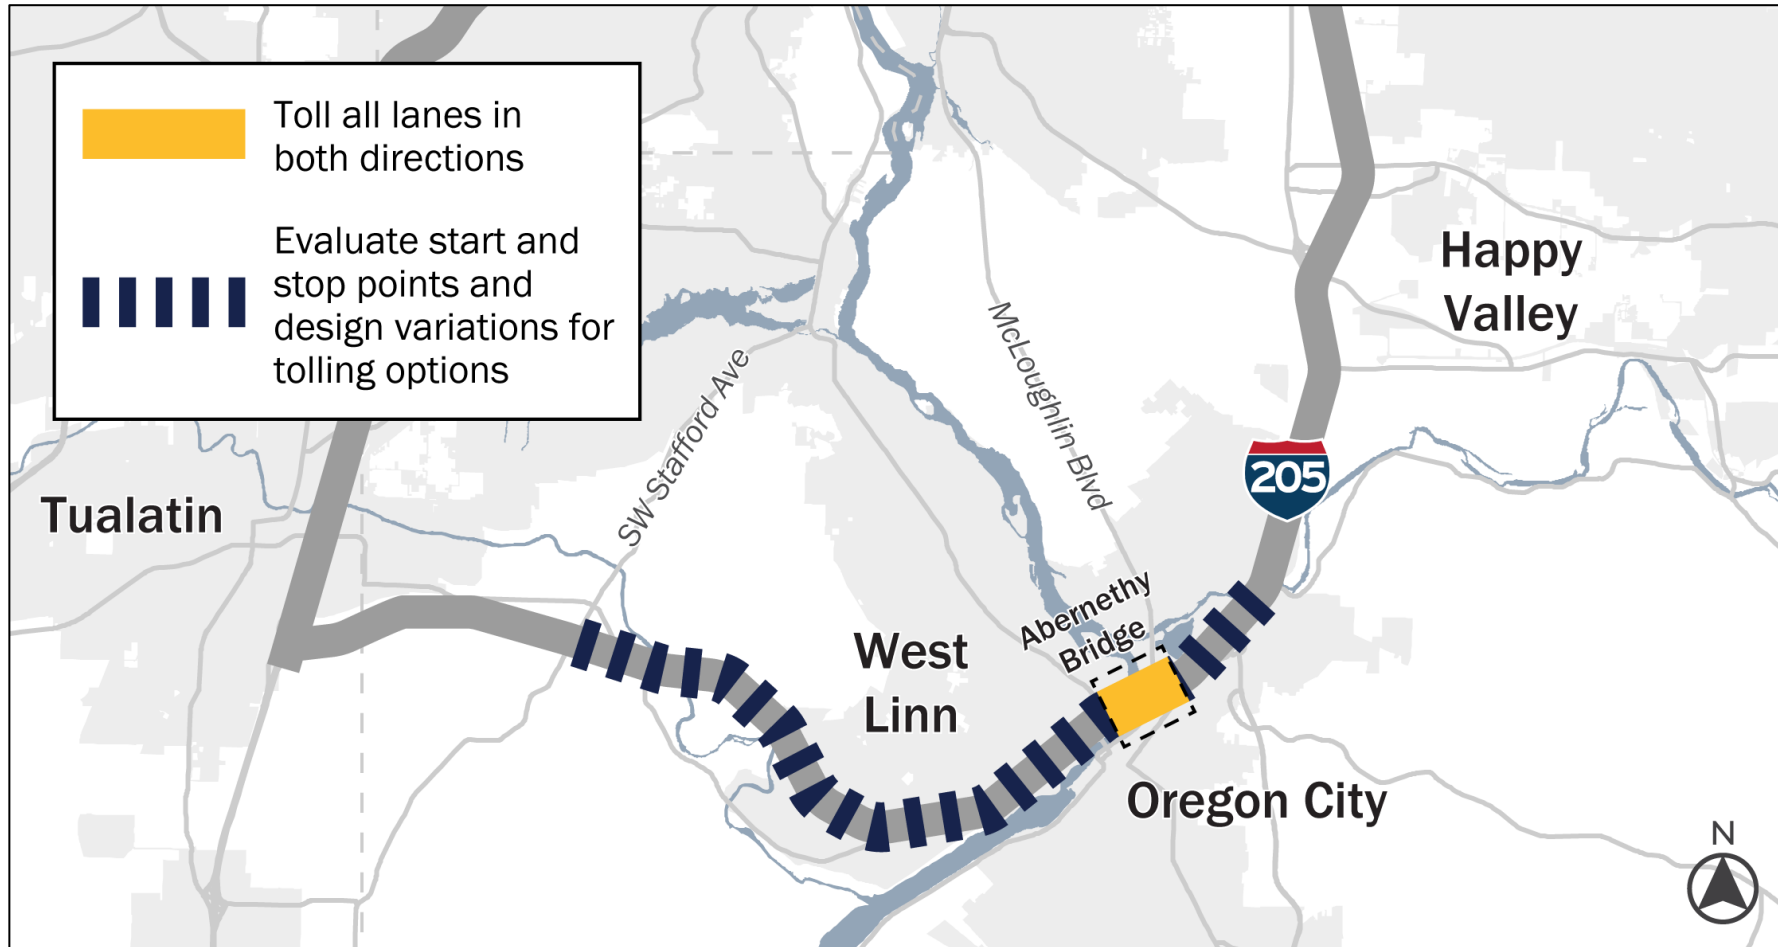 Toll all lanes in
both directions
Evaluate start and
stop points and
design variations for
tolling options
Happy
Valley
McLoughlin Blvd
SW Stafford Ave
205
Tualatin
Abernethy
Bridge
West
Linn
Oregon City
N